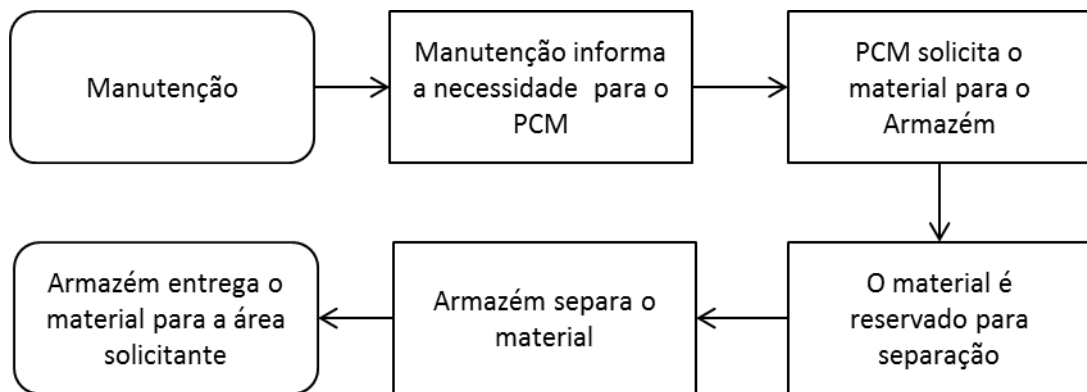 Manutenção
Manutenção informa
a necessidade para o
PCM
PCM solicita o
material para o
Armazém
O material é
reservado para
separação
Armazém separa o
material
Armazém entrega o
material para a área
solicitante